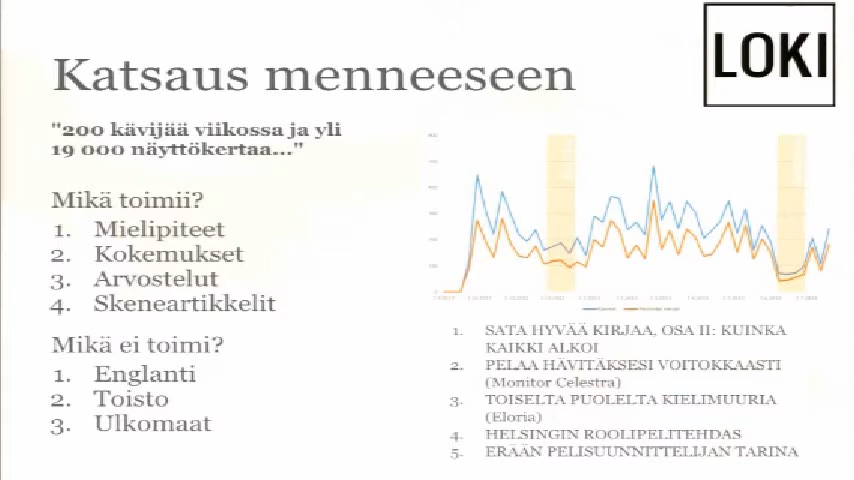 LOKI
Katsaus menneeseen
"200 kävijää viikossa ja yli
19 000 näyttökertaa..."
Mikä toimii?
1. Mielipiteet
2. Kokemukset
3. Arvostelut
4. Skeneartikkelit
Mikä ei toimi?
1. Englanti
2. Toisto
3. Ulkomaat
1. SATA HYVÄÄ KIRJAA, OSA II: KUINKA
KAIKKI ALKOI
2. PELAA HÄVITÄKSESI VOITOKKAASTI
(Monitor Celestra)
3. TOISELTA PUOLELTA KIELIMUURIA
(Eloria)
4. HELSINGIN ROOLIPELITEHDAS
5. ERÄÄN PELISUUNNITTELIJAN TARINA